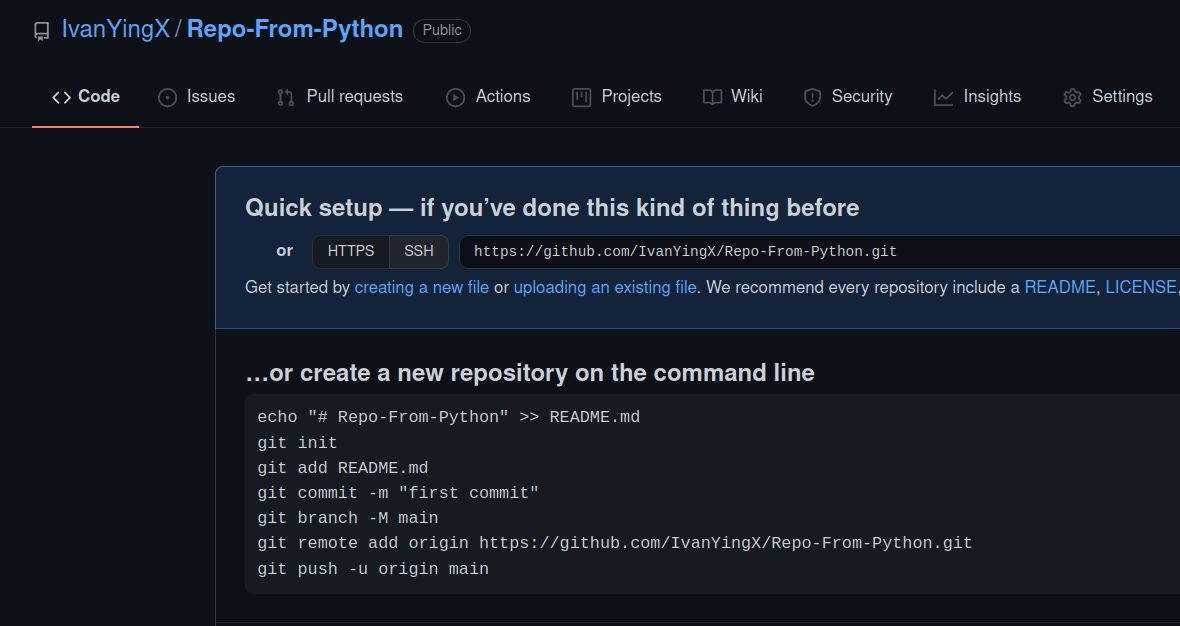 IvanYingX / Repo-From-Python Public
Code Issues Pull requests Actions Projects Wiki Security Insights Settings
Quick setup — if you’ve done this kind of thing before
or HTTPS SSH https://github.com/IvanYingX/Repo-From-Python.git
Get started by creating a new file or uploading an existing file. We recommend every repository include a README, LICENSE,
…or create a new repository on the command line
echo "# Repo-From-Python" >> README.md
git init
git add README.md
git commit -m "first commit"
git branch -M main
git remote add origin https://github.com/IvanYingX/Repo-From-Python.git
git push -u origin main